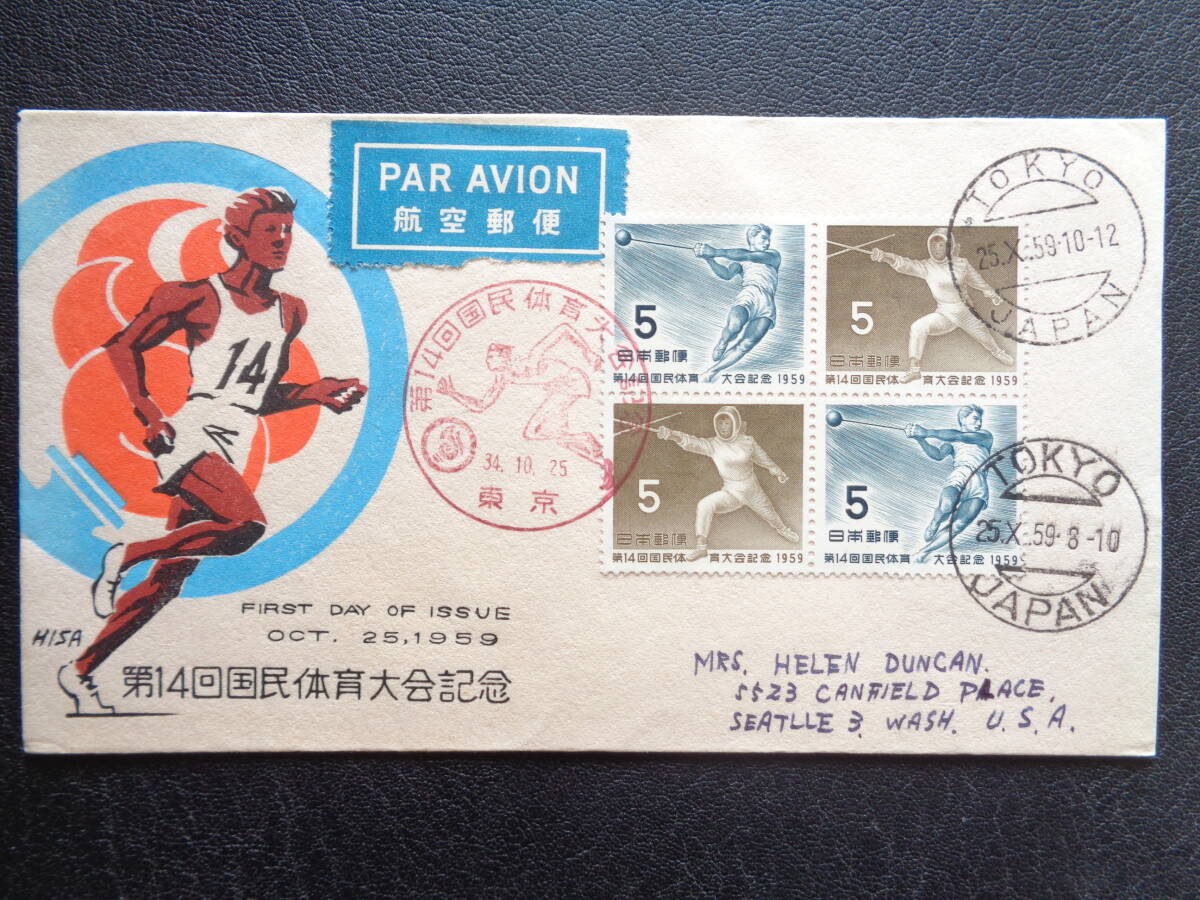 PAR AVION
航空郵便
14
第14回国民体育大会記念
34.10.25
東京
5
日本郵便
第14回国民体育大会記念 1959
5
日本郵便
第14回国民体育大会記念 1959
5
日本郵便
第14回国民体育大会記念 1959
5
日本郵便
第14回国民体育大会記念 1959
TOKYO
25.X.59·10-12
JAPAN
TOKYO
25.X.59·8-10
JAPAN
FIRST DAY OF ISSUE
OCT. 25,1959
HISA
第14回国民体育大会記念
MRS. HELEN DUNCAN.
5523 CANFIELD PLACE,
SEATLLE 3, WASH. U.S.A.